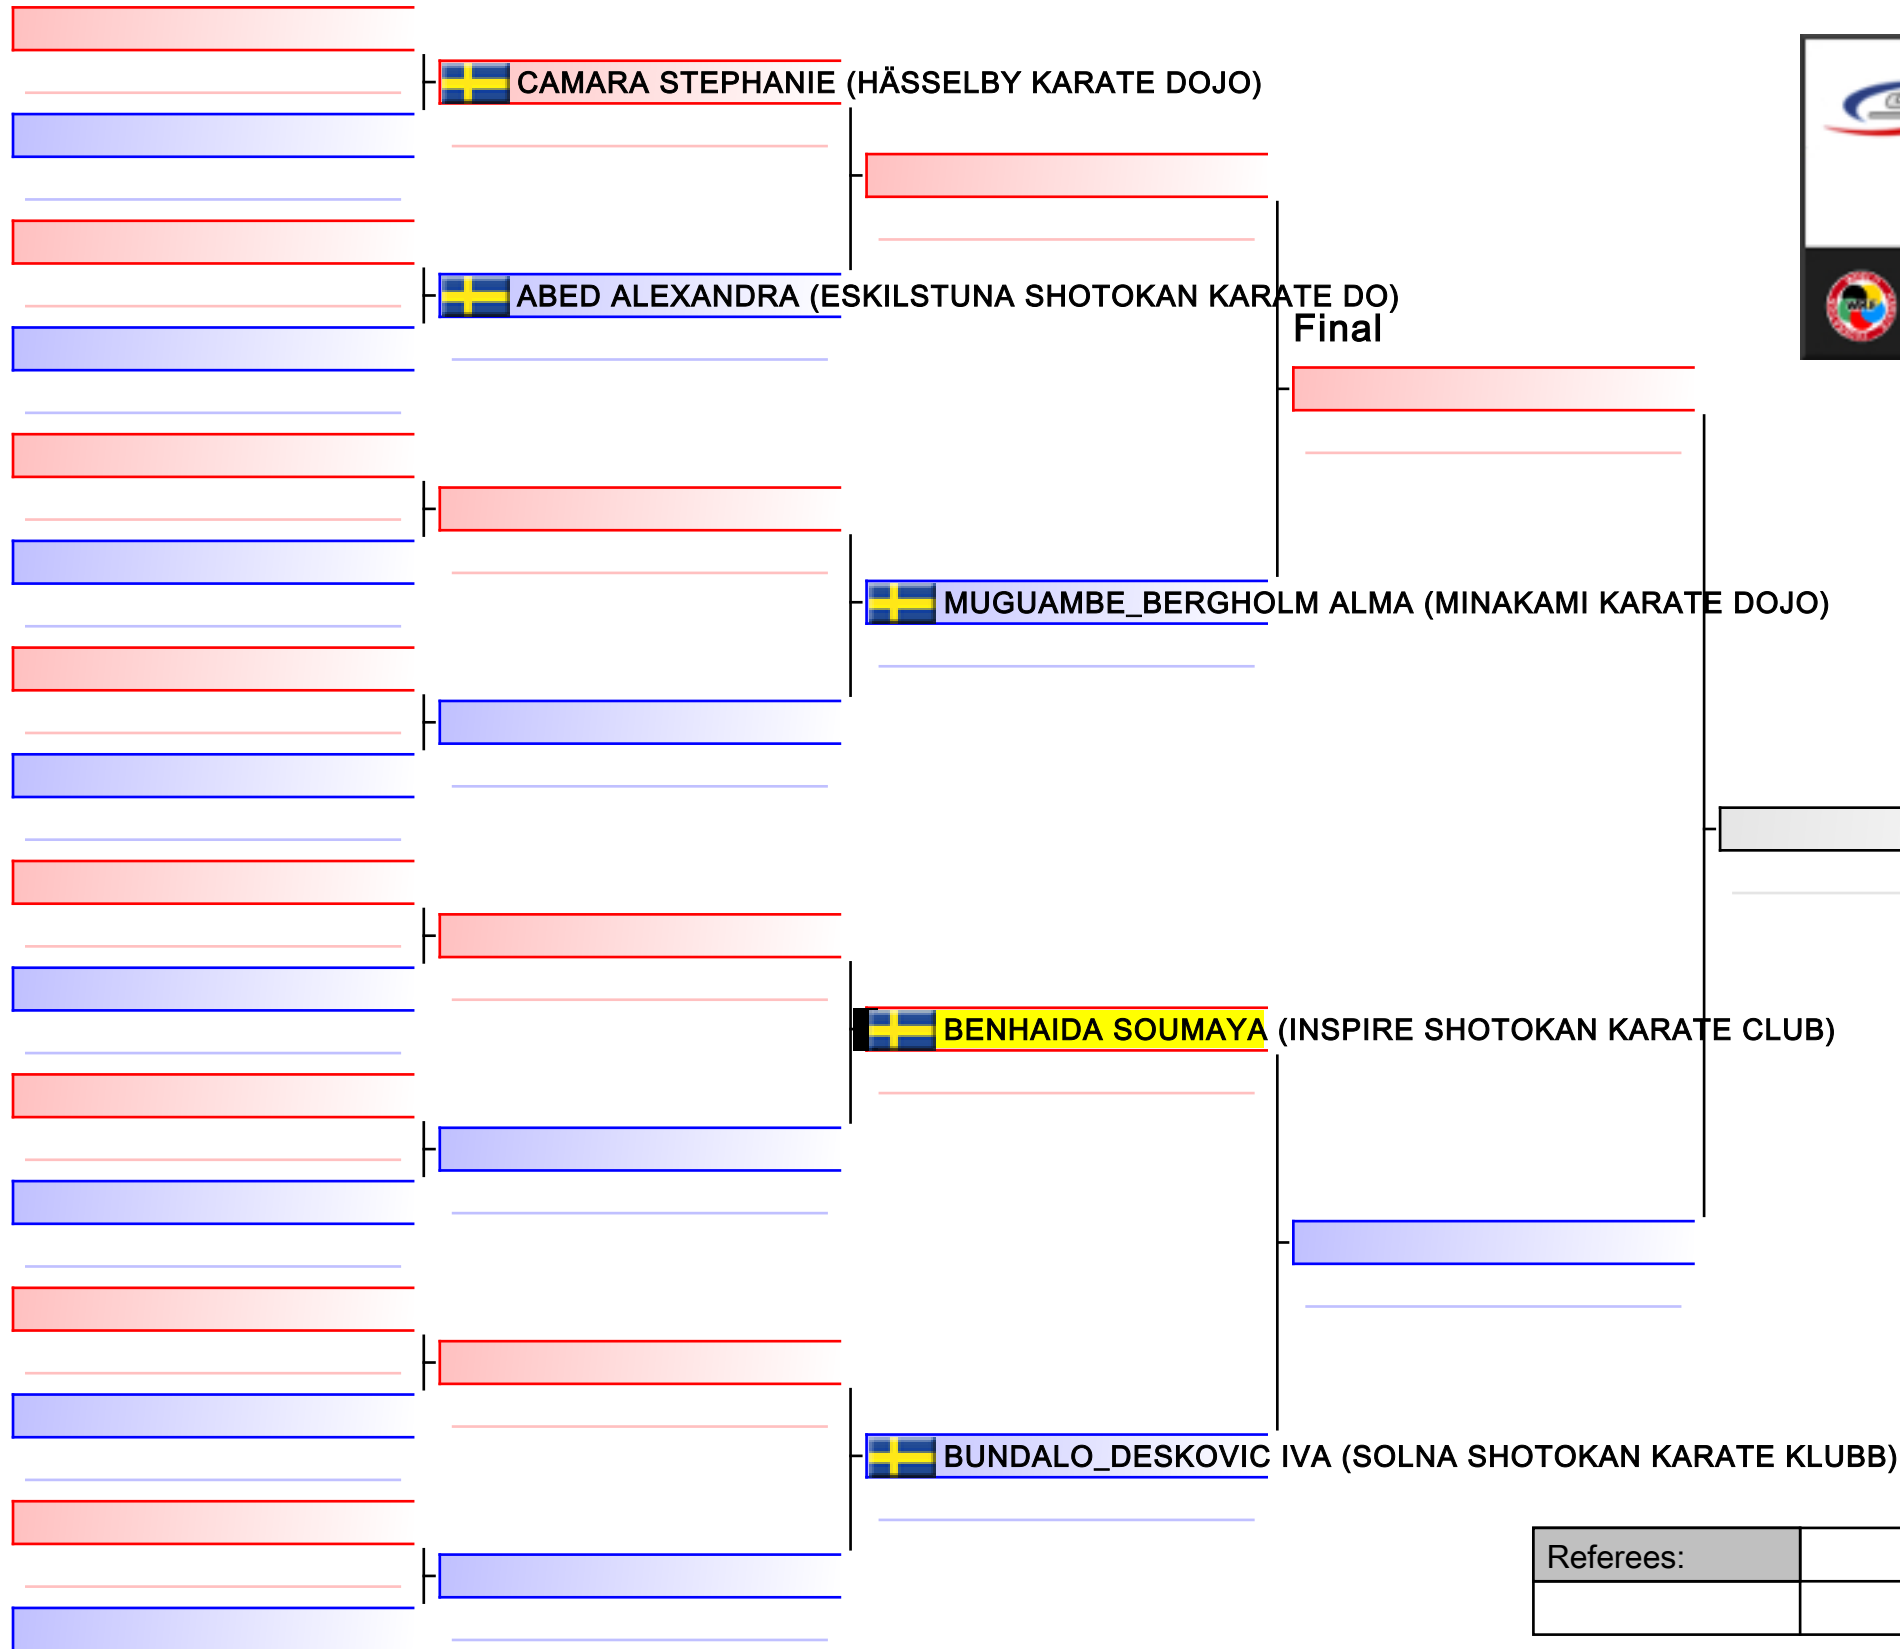 CAMARA STEPHANIE (HÄSSELBY KARATE DOJO)
ABED ALEXANDRA (ESKILSTUNA SHOTOKAN KARATE DO)
Final
MUGUAMBE_BERGHOLM ALMA (MINAKAMI KARATE DOJO)
BENHAIDA SOUMAYA (INSPIRE SHOTOKAN KARATE CLUB)
BUNDALO_DESKOVIC IVA (SOLNA SHOTOKAN KARATE KLUBB)
Referees: